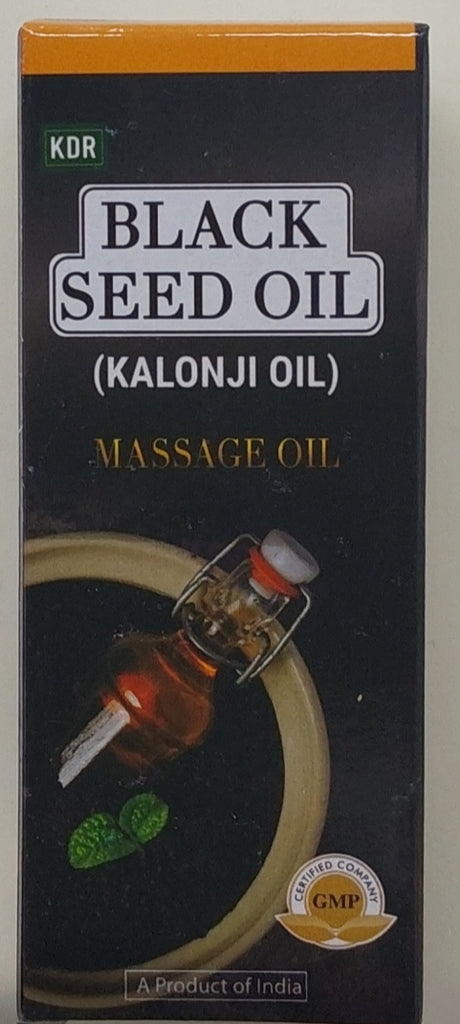 KDR
BLACK
SEED OIL
(KALONJI OIL)
MASSAGE OIL
CERTIFIED COMPANY
GMP
A Product of India